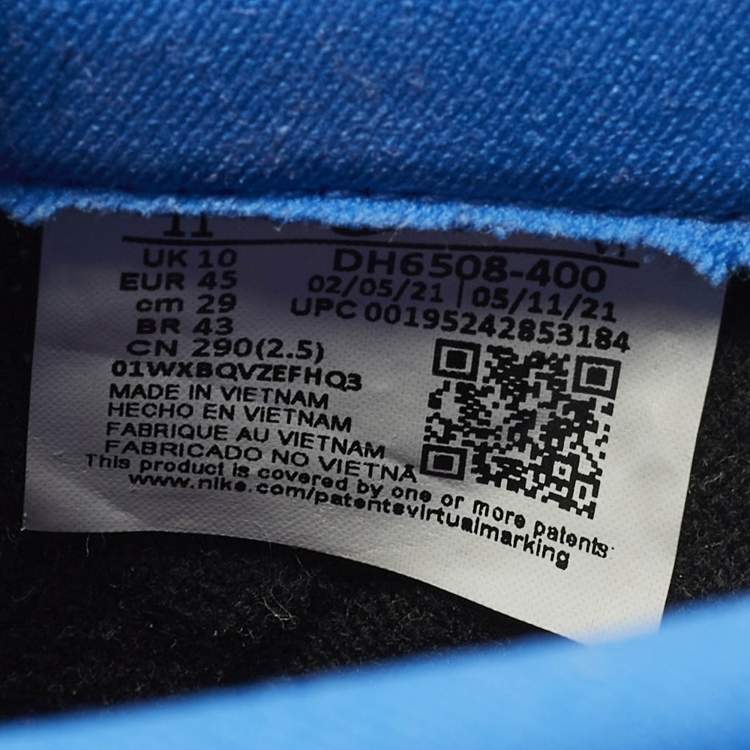 11
UK 10
EUR 45
cm 29
BR 43
CN 290(2.5)
DH6508-400
02/05/21 | 05/11/21
UPC 00195242853184
01WXBQVZEFHQ3
MADE IN VIETNAM
HECHO EN VIETNAM
FABRIQUE AU VIETNAM
FABRICADO NO VIETNÃ
This product is covered by one or more patents:
www.nike.com/patentsvirtualmarking